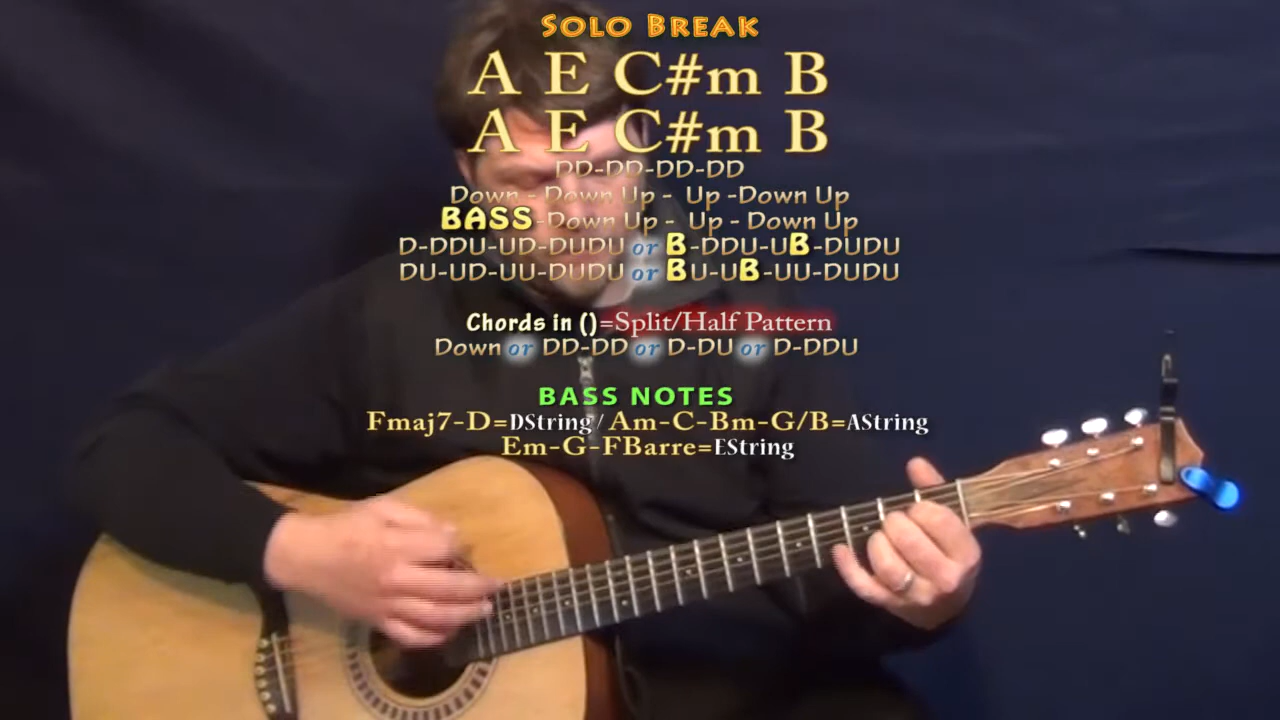 Solo Break
A E C#m B
A E C#m B
DD-DD-DD-DD
Down - Down Up - Up -Down Up
BASS-Down Up - Up - Down Up
D-DDU-UD-DUDU or B-DDU-UB-DUDU
DU-UD-UU-DUDU or BU-UB-UU-DUDU
Chords in ()=Split/Half Pattern
Down or DD-DD or D-DU or D-DDU
BASS NOTES
Fmaj7-D=DString/Am-C-Bm-G/B=AString
Em-G-FBarre=EString